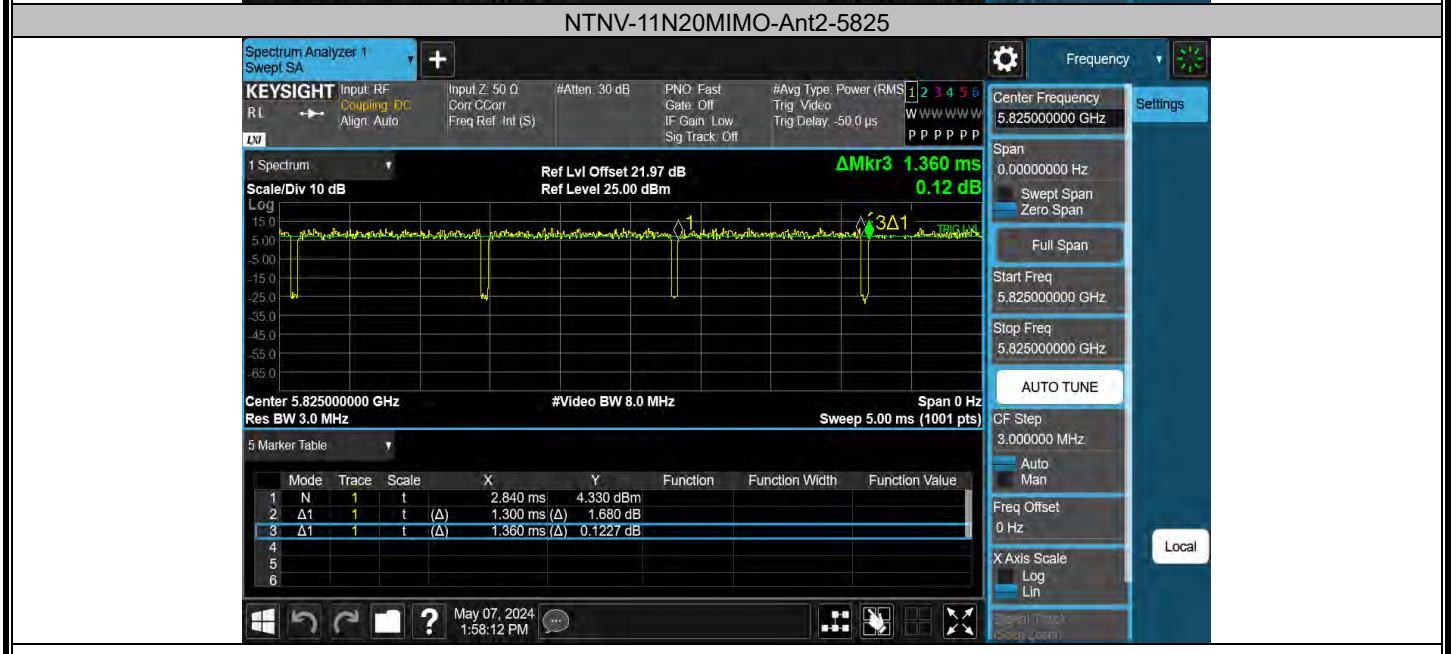 NTNV-11N20MIMO-Ant2-5825
Spectrum Analyzer 1
Swept SA
+
Frequency
KEYSIGHT
RL
LXI
Input: RF
Coupling: DC
Align: Auto
Input Z: 50 Ω
Corr CCorr
Freq Ref: Int (S)
#Atten: 30 dB
PNO: Fast
Gate: Off
IF Gain: Low
Sig Track: Off
#Avg Type: Power (RMS
Trig: Video
Trig Delay: -50.0 µs
1 2 3 4 5 6
W W W W W W
P P P P P P
1 Spectrum
Scale/Div 10 dB
Log
Ref Lvl Offset 21.97 dB
Ref Level 25.00 dBm
ΔMkr3 1.360 ms
0.12 dB
15.0
5.00
-5.00
-15.0
-25.0
-35.0
-45.0
-55.0
-65.0
1
3Δ1
TRIG LVL
Center 5.825000000 GHz
#Video BW 8.0 MHz
Span 0 Hz
Res BW 3.0 MHz
Sweep 5.00 ms (1001 pts)
5 Marker Table
Mode Trace Scale X Y Function Function Width Function Value
1 N 1 t 2.840 ms 4.330 dBm
2 Δ1 1 t (Δ) 1.300 ms (Δ) 1.680 dB
3 Δ1 1 t (Δ) 1.360 ms (Δ) 0.1227 dB
4
5
6
?
May 07, 2024
1:58:12 PM
Center Frequency
5.825000000 GHz
Settings
Span
0.00000000 Hz
Swept Span
Zero Span
Full Span
Start Freq
5.825000000 GHz
Stop Freq
5.825000000 GHz
AUTO TUNE
CF Step
3.000000 MHz
Auto
Man
Freq Offset
0 Hz
X Axis Scale
Log
Lin
Local
Signal Track
(Span Zoom)